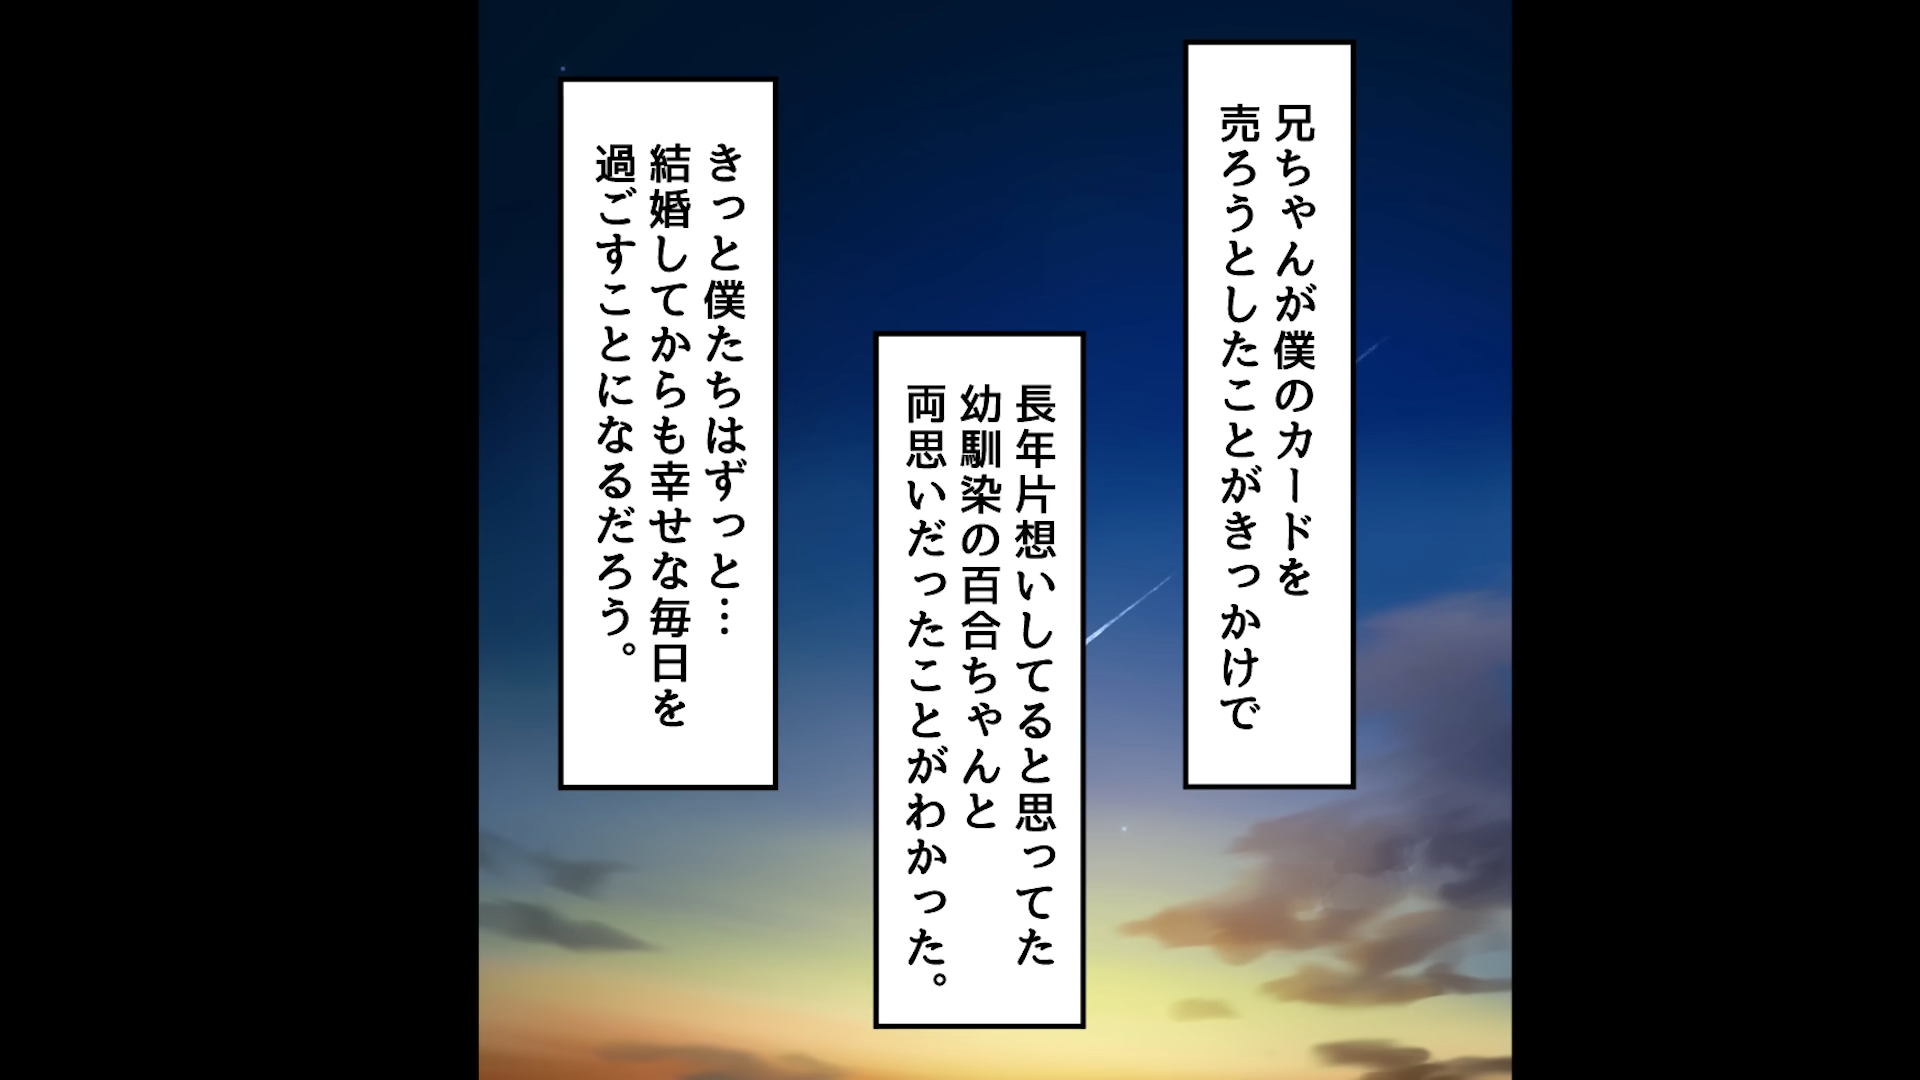 兄ちゃんが僕のカードを
売ろうとしたことがきっかけで
長年片想いしてると思ってた
幼馴染の百合ちゃんと
両思いだったことがわかった。
きっと僕たちはずっと…
結婚してからも幸せな毎日を
過ごすことになるだろう。